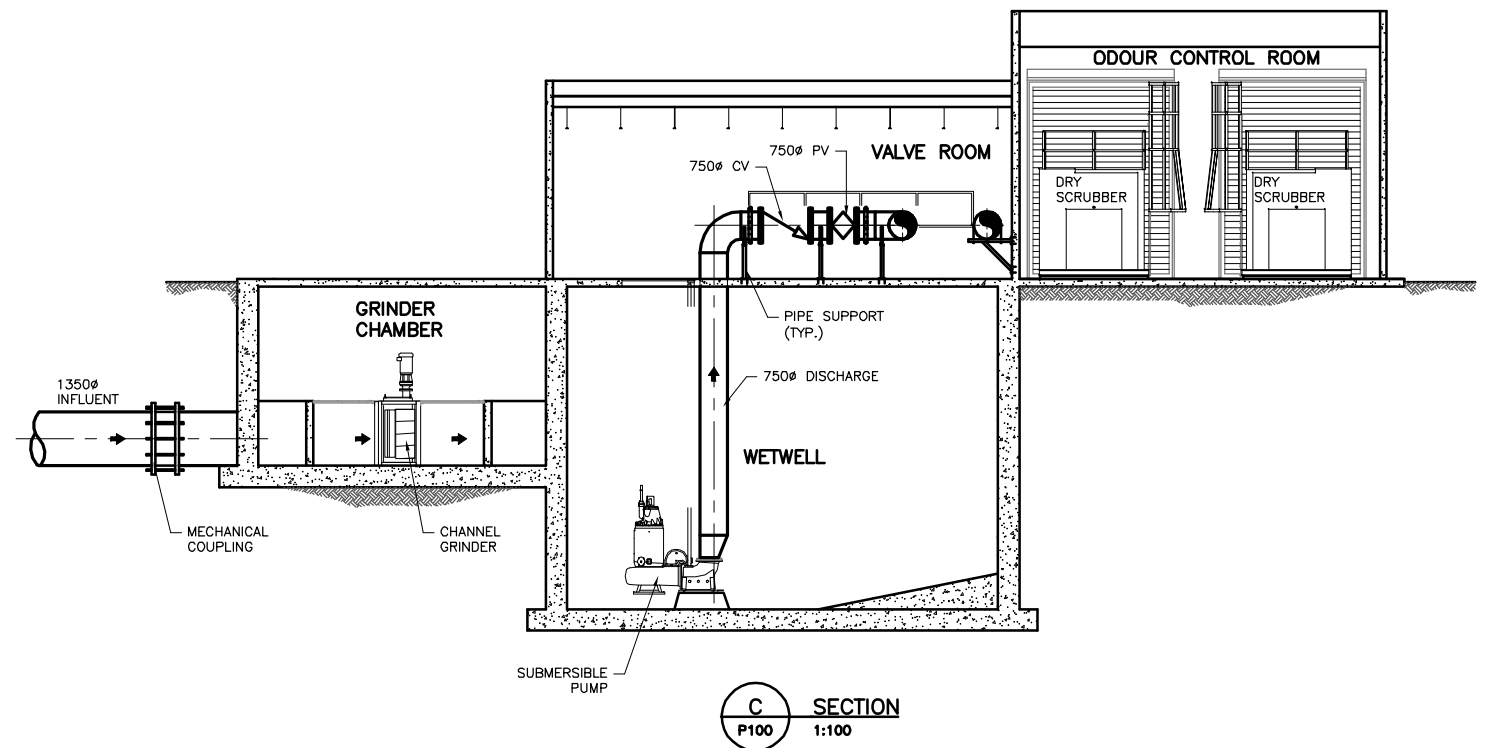 ODOUR CONTROL ROOM
VALVE ROOM
750ø PV
750ø CV
DRY
SCRUBBER
DRY
SCRUBBER
GRINDER
CHAMBER
PIPE SUPPORT
(TYP.)
1350ø
INFLUENT
750ø DISCHARGE
WETWELL
MECHANICAL
COUPLING
CHANNEL
GRINDER
SUBMERSIBLE
PUMP
C
P100
SECTION
1:100